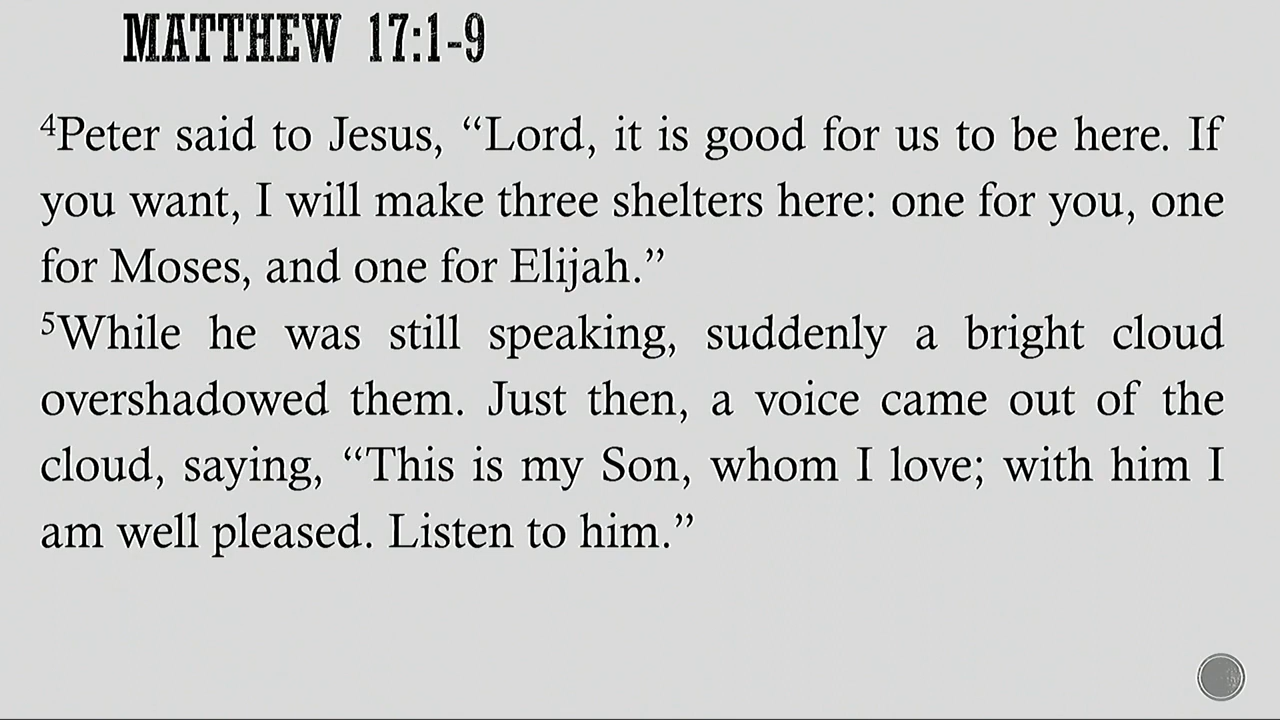 MATTHEW 17:1-9
⁴Peter said to Jesus, “Lord, it is good for us to be here. If
you want, I will make three shelters here: one for you, one
for Moses, and one for Elijah.”
⁵While he was still speaking, suddenly a bright cloud
overshadowed them. Just then, a voice came out of the
cloud, saying, “This is my Son, whom I love; with him I
am well pleased. Listen to him.”